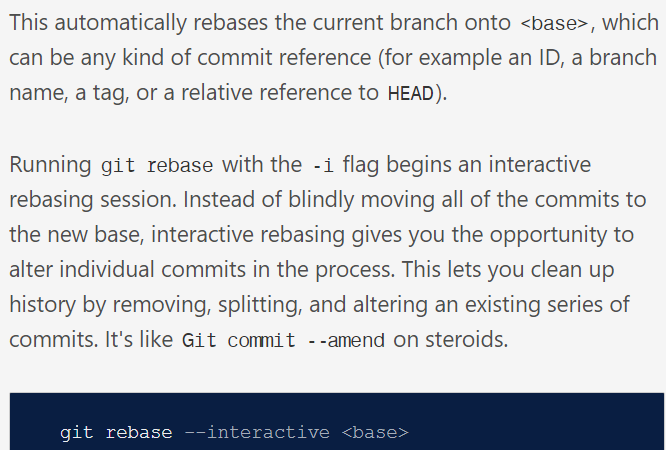 This automatically rebases the current branch onto <base>, which
can be any kind of commit reference (for example an ID, a branch
name, a tag, or a relative reference to HEAD).
Running git rebase with the -i flag begins an interactive
rebasing session. Instead of blindly moving all of the commits to
the new base, interactive rebasing gives you the opportunity to
alter individual commits in the process. This lets you clean up
history by removing, splitting, and altering an existing series of
commits. It's like Git commit --amend on steroids.
git rebase --interactive <base>